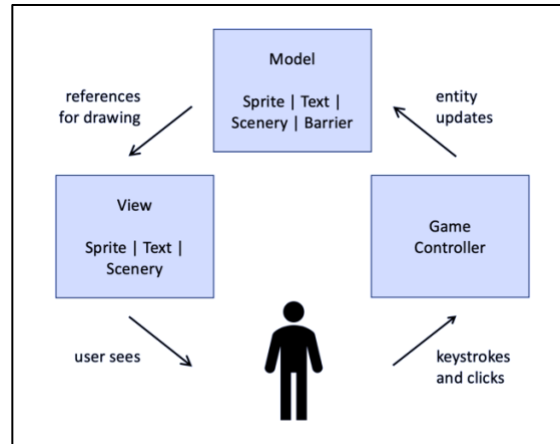 Model
Sprite | Text |
Scenery | Barrier
references
for drawing
entity
updates
View
Sprite | Text |
Scenery
Game
Controller
user sees
keystrokes
and clicks